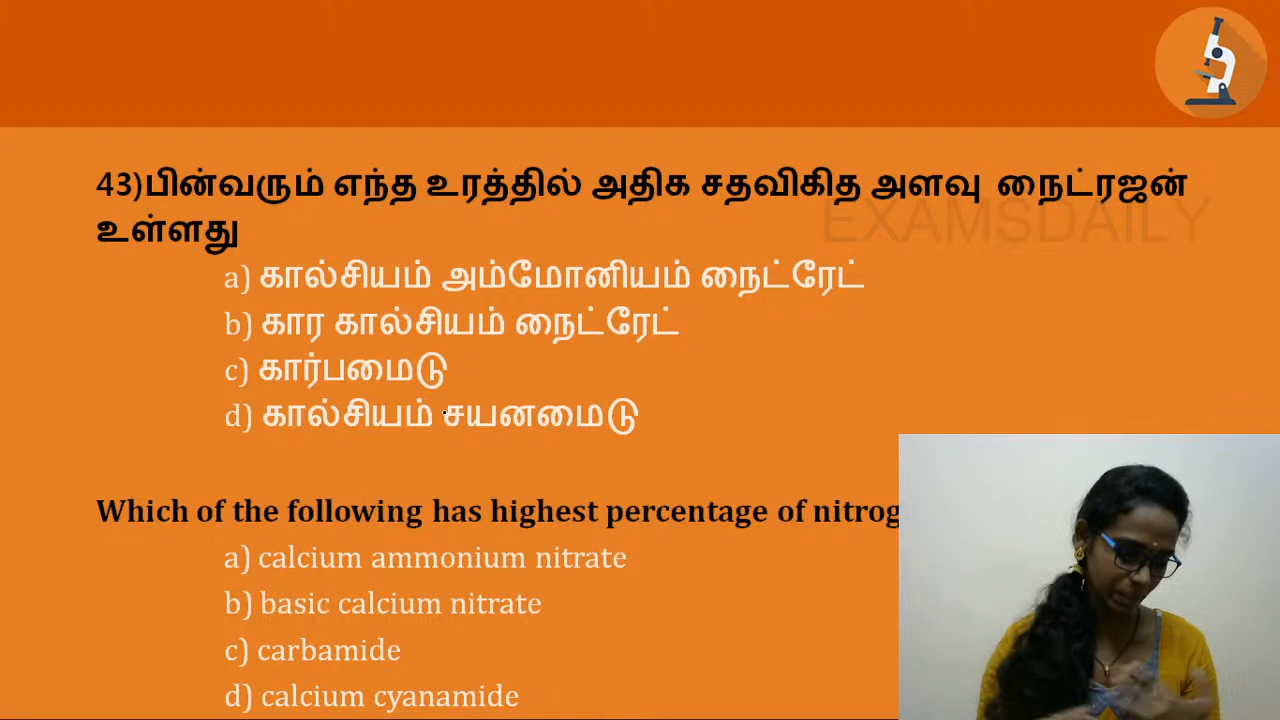 43)பின்வரும் எந்த உரத்தில் அதிக சதவிகித அளவு நைட்ரஜன்
உள்ளது
EXAMSDAILY
a) கால்சியம் அம்மோனியம் நைட்ரேட்
b) கார கால்சியம் நைட்ரேட்
c) கார்பமைடு
d) கால்சியம் சயனமைடு
Which of the following has highest percentage of nitrog
a) calcium ammonium nitrate
b) basic calcium nitrate
c) carbamide
d) calcium cyanamide